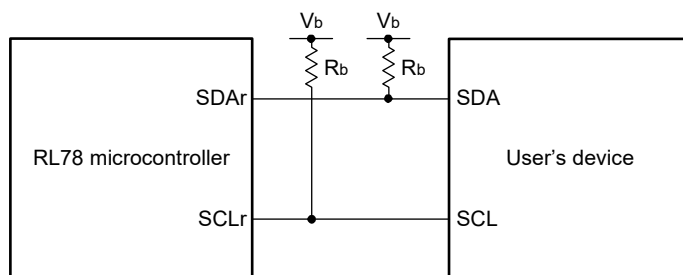 Vb Vb
Rb Rb
SDAr SDA
RL78 microcontroller User’s device
SCLr SCL